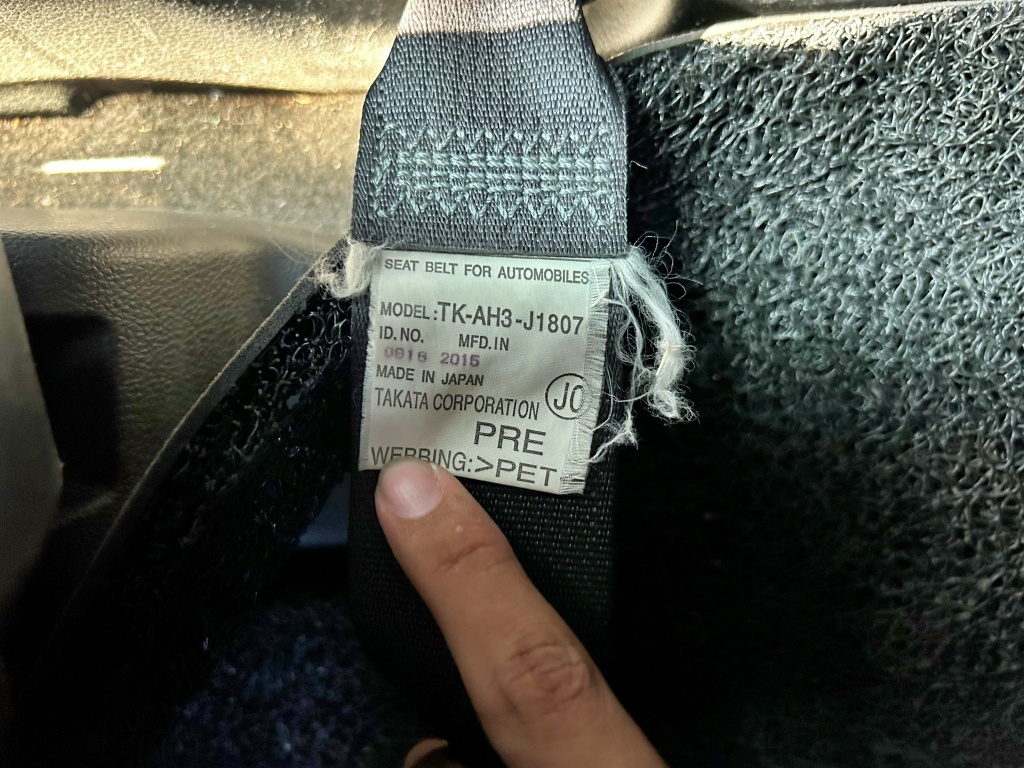 SEAT BELT FOR AUTOMOBILES
MODEL:TK-AH3-J1807
ID.NO. MFD.IN
0816 2015
MADE IN JAPAN
TAKATA CORPORATION JO
PRE
WEBBING:>PET